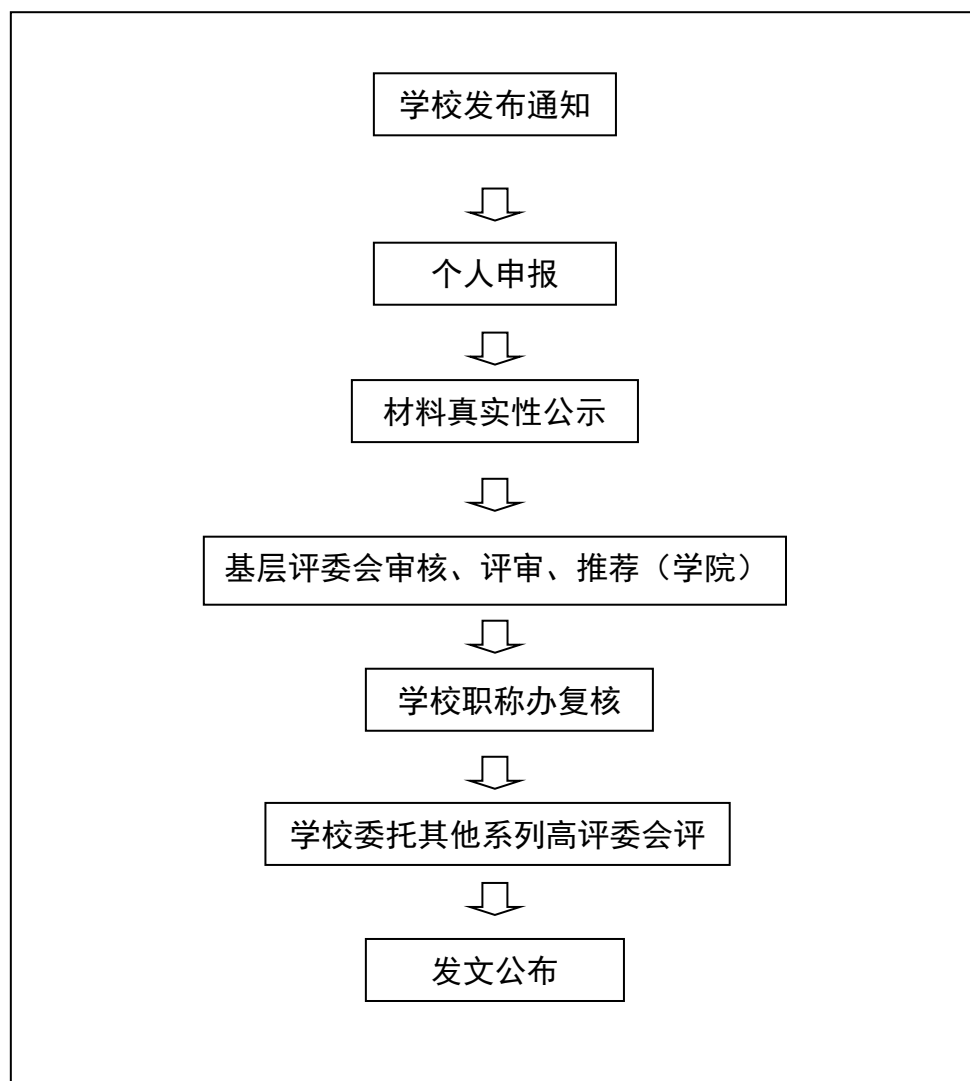 学校发布通知
个人申报
材料真实性公示
基层评委会审核、评审、推荐（学院）
学校职称办复核
学校委托其他系列高评委会评
发文公布